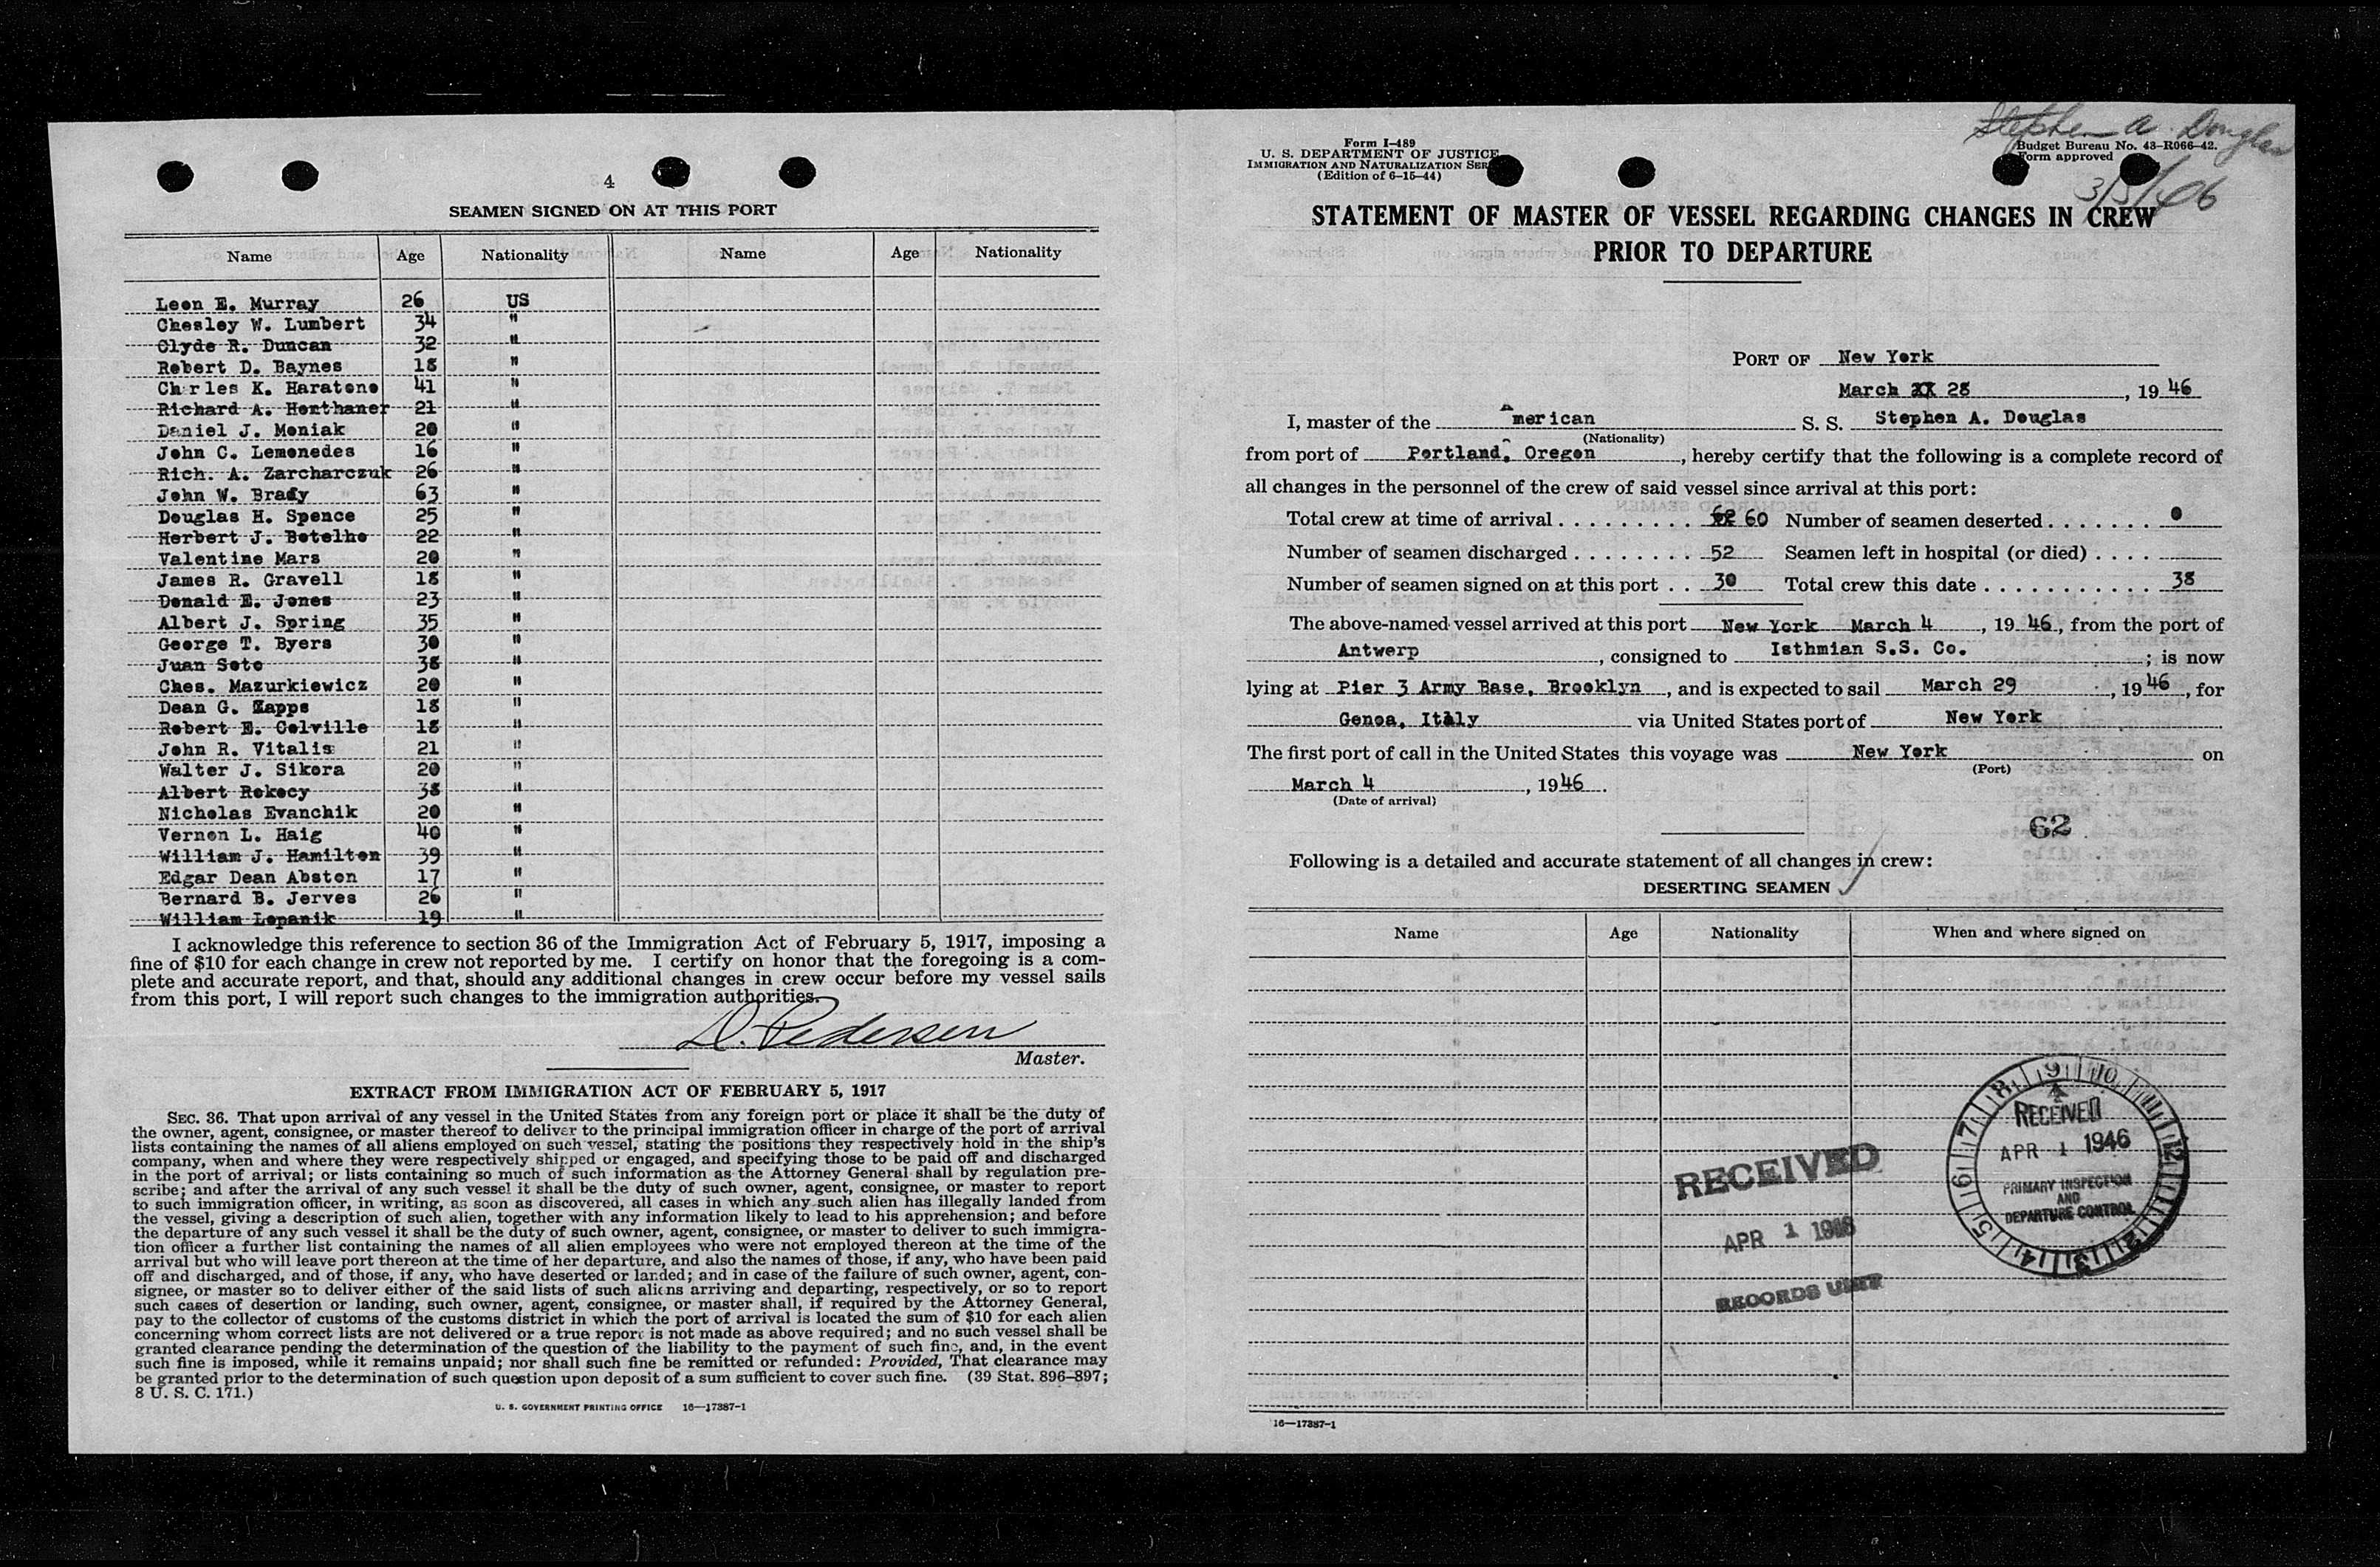 4
SEAMEN SIGNED ON AT THIS PORT
Name Age Nationality Name Age Nationality
Leon E. Murray 26 US
Chesley W. Lumbert 34 "
Clyde R. Duncan 32 "
Robert D. Baynes 18 "
Charles K. Haratono 41 "
Richard A. Honthaner 21 "
Daniel J. Moniak 20 "
John C. Lemonedes 16 "
Rich. A. Zarcharczuk 26 "
John W. Brady 63 "
Douglas H. Spence 25 "
Herbert J. Botelho 22 "
Valentine Mars 20 "
James R. Gravell 18 "
Donald E. Jones 23 "
Albert J. Spring 35 "
George T. Byers 30 "
Juan Soto 38 "
Ches. Mazurkiewicz 20 "
Dean G. Zapps 18 "
Robert E. Colville 18 "
John R. Vitalis 21 "
Walter J. Sikora 20 "
Albert Rokocy 38 "
Nicholas Evanchik 20 "
Vernon L. Haig 40 "
William J. Hamilton 39 "
Edgar Dean Abston 17 "
Bernard B. Jerves 26 "
William Lopanik 19 "
I acknowledge this reference to section 36 of the Immigration Act of February 5, 1917, imposing a
fine of $10 for each change in crew not reported by me. I certify on honor that the foregoing is a com-
plete and accurate report, and that, should any additional changes in crew occur before my vessel sails
from this port, I will report such changes to the immigration authorities.
D. Pedersen
Master.
EXTRACT FROM IMMIGRATION ACT OF FEBRUARY 5, 1917
SEC. 36. That upon arrival of any vessel in the United States from any foreign port or place it shall be the duty of
the owner, agent, consignee, or master thereof to deliver to the principal immigration officer in charge of the port of arrival
lists containing the names of all aliens employed on such vessel, stating the positions they respectively hold in the ship's
company, when and where they were respectively shipped or engaged, and specifying those to be paid off and discharged
in the port of arrival; or lists containing so much of such information as the Attorney General shall by regulation pre-
scribe; and after the arrival of any such vessel it shall be the duty of such owner, agent, consignee, or master to report
to such immigration officer, in writing, as soon as discovered, all cases in which any such alien has illegally landed from
the vessel, giving a description of such alien, together with any information likely to lead to his apprehension; and before
the departure of any such vessel it shall be the duty of such owner, agent, consignee, or master to deliver to such immigra-
tion officer a further list containing the names of all alien employees who were not employed thereon at the time of the
arrival but who will leave port thereon at the time of her departure, and also the names of those, if any, who have been paid
off and discharged, and of those, if any, who have deserted or landed; and in case of the failure of such owner, agent, con-
signee, or master so to deliver either of the said lists of such aliens arriving and departing, respectively, or so to report
such cases of desertion or landing, such owner, agent, consignee, or master shall, if required by the Attorney General,
pay to the collector of customs of the customs district in which the port of arrival is located the sum of $10 for each alien
concerning whom correct lists are not delivered or a true report is not made as above required; and no such vessel shall be
granted clearance pending the determination of the question of the liability to the payment of such fine, and, in the event
such fine is imposed, while it remains unpaid; nor shall such fine be remitted or refunded: Provided, That clearance may
be granted prior to the determination of such question upon deposit of a sum sufficient to cover such fine. (39 Stat. 896–897;
8 U. S. C. 171.)
U. S. GOVERNMENT PRINTING OFFICE 16—17387-1
Stephen A. Douglas
Form I-489
U. S. DEPARTMENT OF JUSTICE
IMMIGRATION AND NATURALIZATION SER
(Edition of 6-15-44)
Budget Bureau No. 43-R066-42.
Form approved
STATEMENT OF MASTER OF VESSEL REGARDING CHANGES IN CREW
PRIOR TO DEPARTURE
PORT OF New York
March 28, 19 46
I, master of the American S. S. Stephen A. Douglas
(Nationality)
from port of Portland, Oregon, hereby certify that the following is a complete record of
all changes in the personnel of the crew of said vessel since arrival at this port:
Total crew at time of arrival . . . . . . . . . 60 Number of seamen deserted . . . . . . . 0
Number of seamen discharged . . . . . . . . 52 Seamen left in hospital (or died) . . . .
Number of seamen signed on at this port . . 30 Total crew this date . . . . . . . . . . . 38
The above-named vessel arrived at this port New York March 4, 19 46, from the port of
Antwerp, consigned to Isthmian S.S. Co.; is now
lying at Pier 3 Army Base, Brooklyn, and is expected to sail March 29, 19 46, for
Genoa, Italy via United States port of New York
The first port of call in the United States this voyage was New York on
(Port)
March 4, 19 46.
(Date of arrival)
62
Following is a detailed and accurate statement of all changes in crew:
DESERTING SEAMEN
Name Age Nationality When and where signed on
RECEIVED
APR 1 1946
RECORDS UNIT
8 9 10 11 12 1 2 3 4 5 6 7
RECEIVED
APR 1 1946
PRIMARY INSPECTION
AND
DEPARTURE CONTROL
16—17387-1